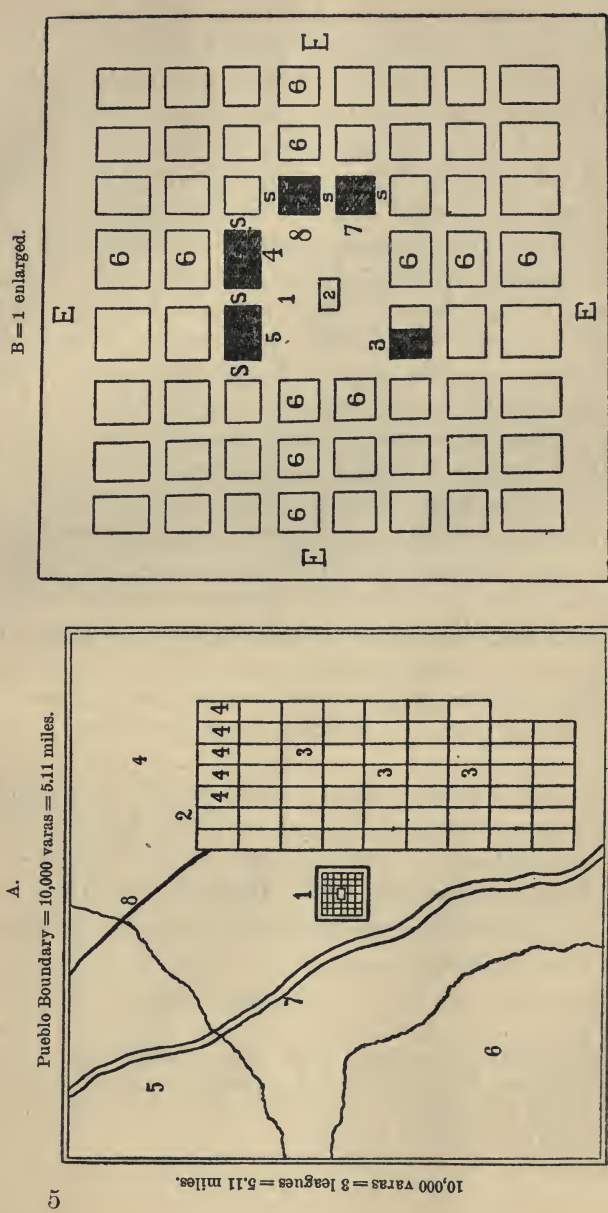 5
A.
Pueblo Boundary = 10,000 varas = 5.11 miles.
10,000 varas = 3 leagues = 5.11 miles.
4
8
2
4 4 4 4 4
5
3
1
7
3
3
6
B = 1 enlarged.
E
6
6
S S S
5 4
s
6 6 6 1 8 6 6
s
E E
6 2 7
s
3 6
6
6
E